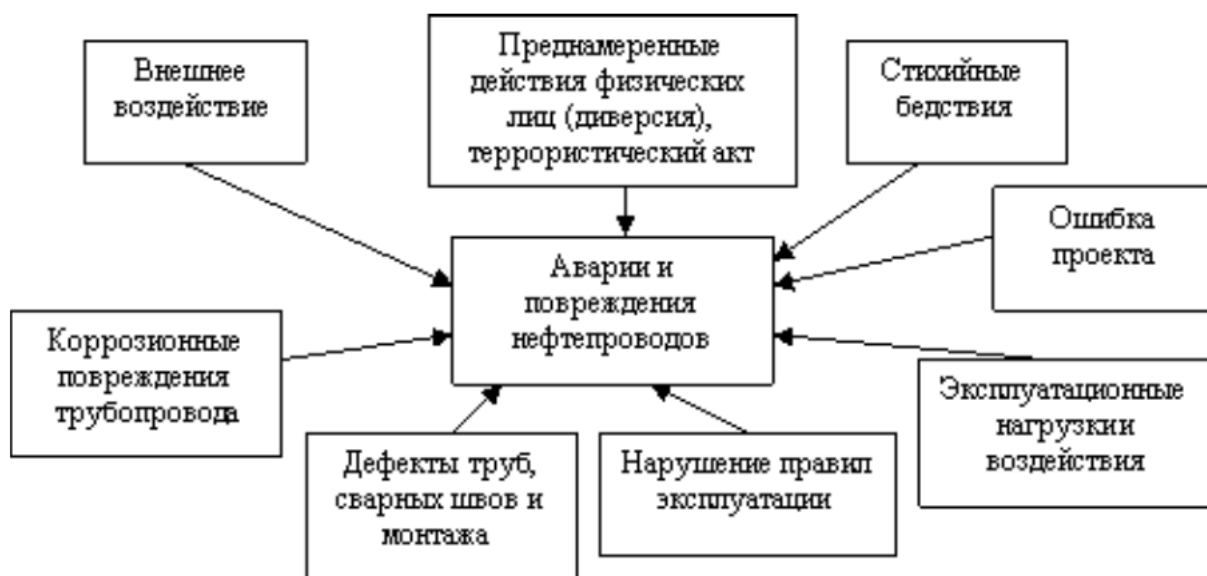 Внешнее
воздействие
Преднамеренные
действия физических
лиц (диверсия),
террористический акт
Стихийные
бедствия
Ошибка
проекта
Аварии и
повреждения
нефтепроводов
Коррозионные
повреждения
трубопровода
Эксплуатационные
нагрузки и
воздействия
Дефекты труб,
сварных швов и
монтажа
Нарушение правил
эксплуатации